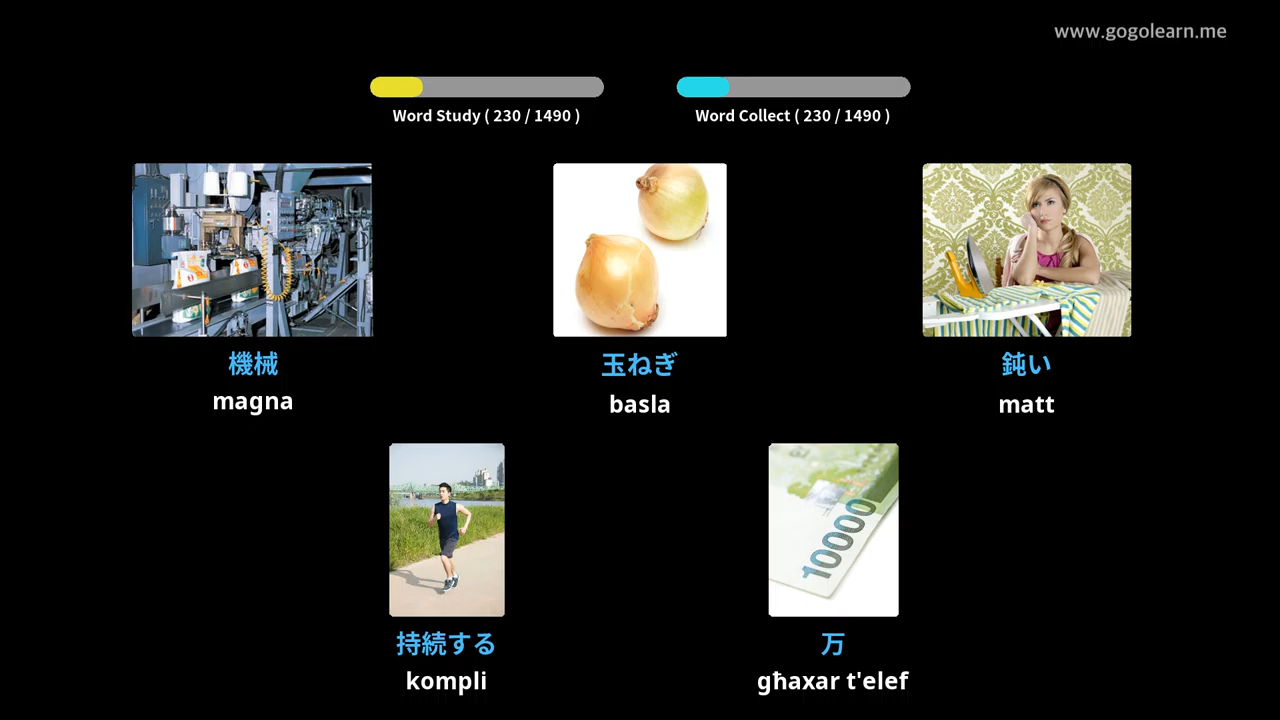 www.gogolearn.me
Word Study ( 230 / 1490 )
Word Collect ( 230 / 1490 )
機械
magna
玉ねぎ
basla
鈍い
matt
持続する
kompli
10000
万
għaxar t'elef